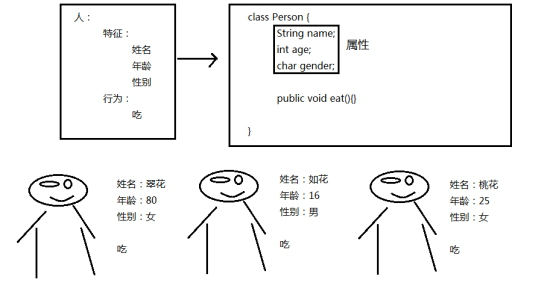 人：
特征：
姓名
年龄
性别
行为：
吃
class Person {
String name;
int age;
char gender;
属性
public void eat(){}
}
姓名：翠花
年龄：80
性别：女
吃
姓名：如花
年龄：16
性别：男
吃
姓名：桃花
年龄：25
性别：女
吃